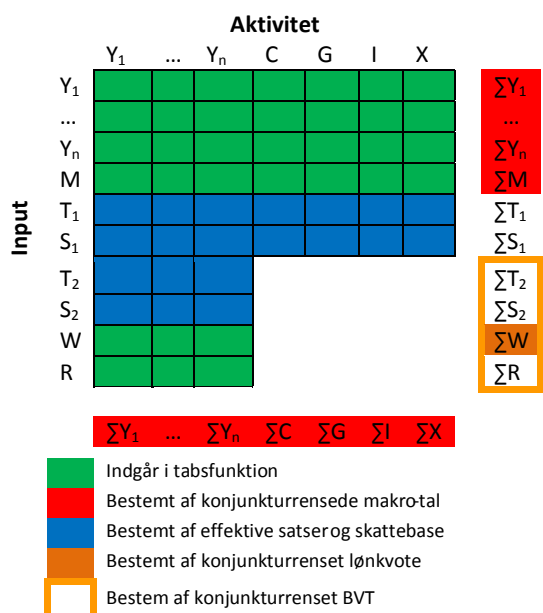 Aktivitet
Y₁ ... Yₙ C G I X
Y₁ ∑Y₁
... ...
Yₙ ∑Yₙ
M ∑M
T₁ ∑T₁
S₁ ∑S₁
T₂ ∑T₂
S₂ ∑S₂
W ∑W
R ∑R
Input
∑Y₁ ... ∑Yₙ ∑C ∑G ∑I ∑X
Indgår i tabsfunktion
Bestemt af konjunkturrensede makro-tal
Bestemt af effektive satser og skattebase
Bestemt af konjunkturrenset lønkvote
Bestem af konjunkturrenset BVT